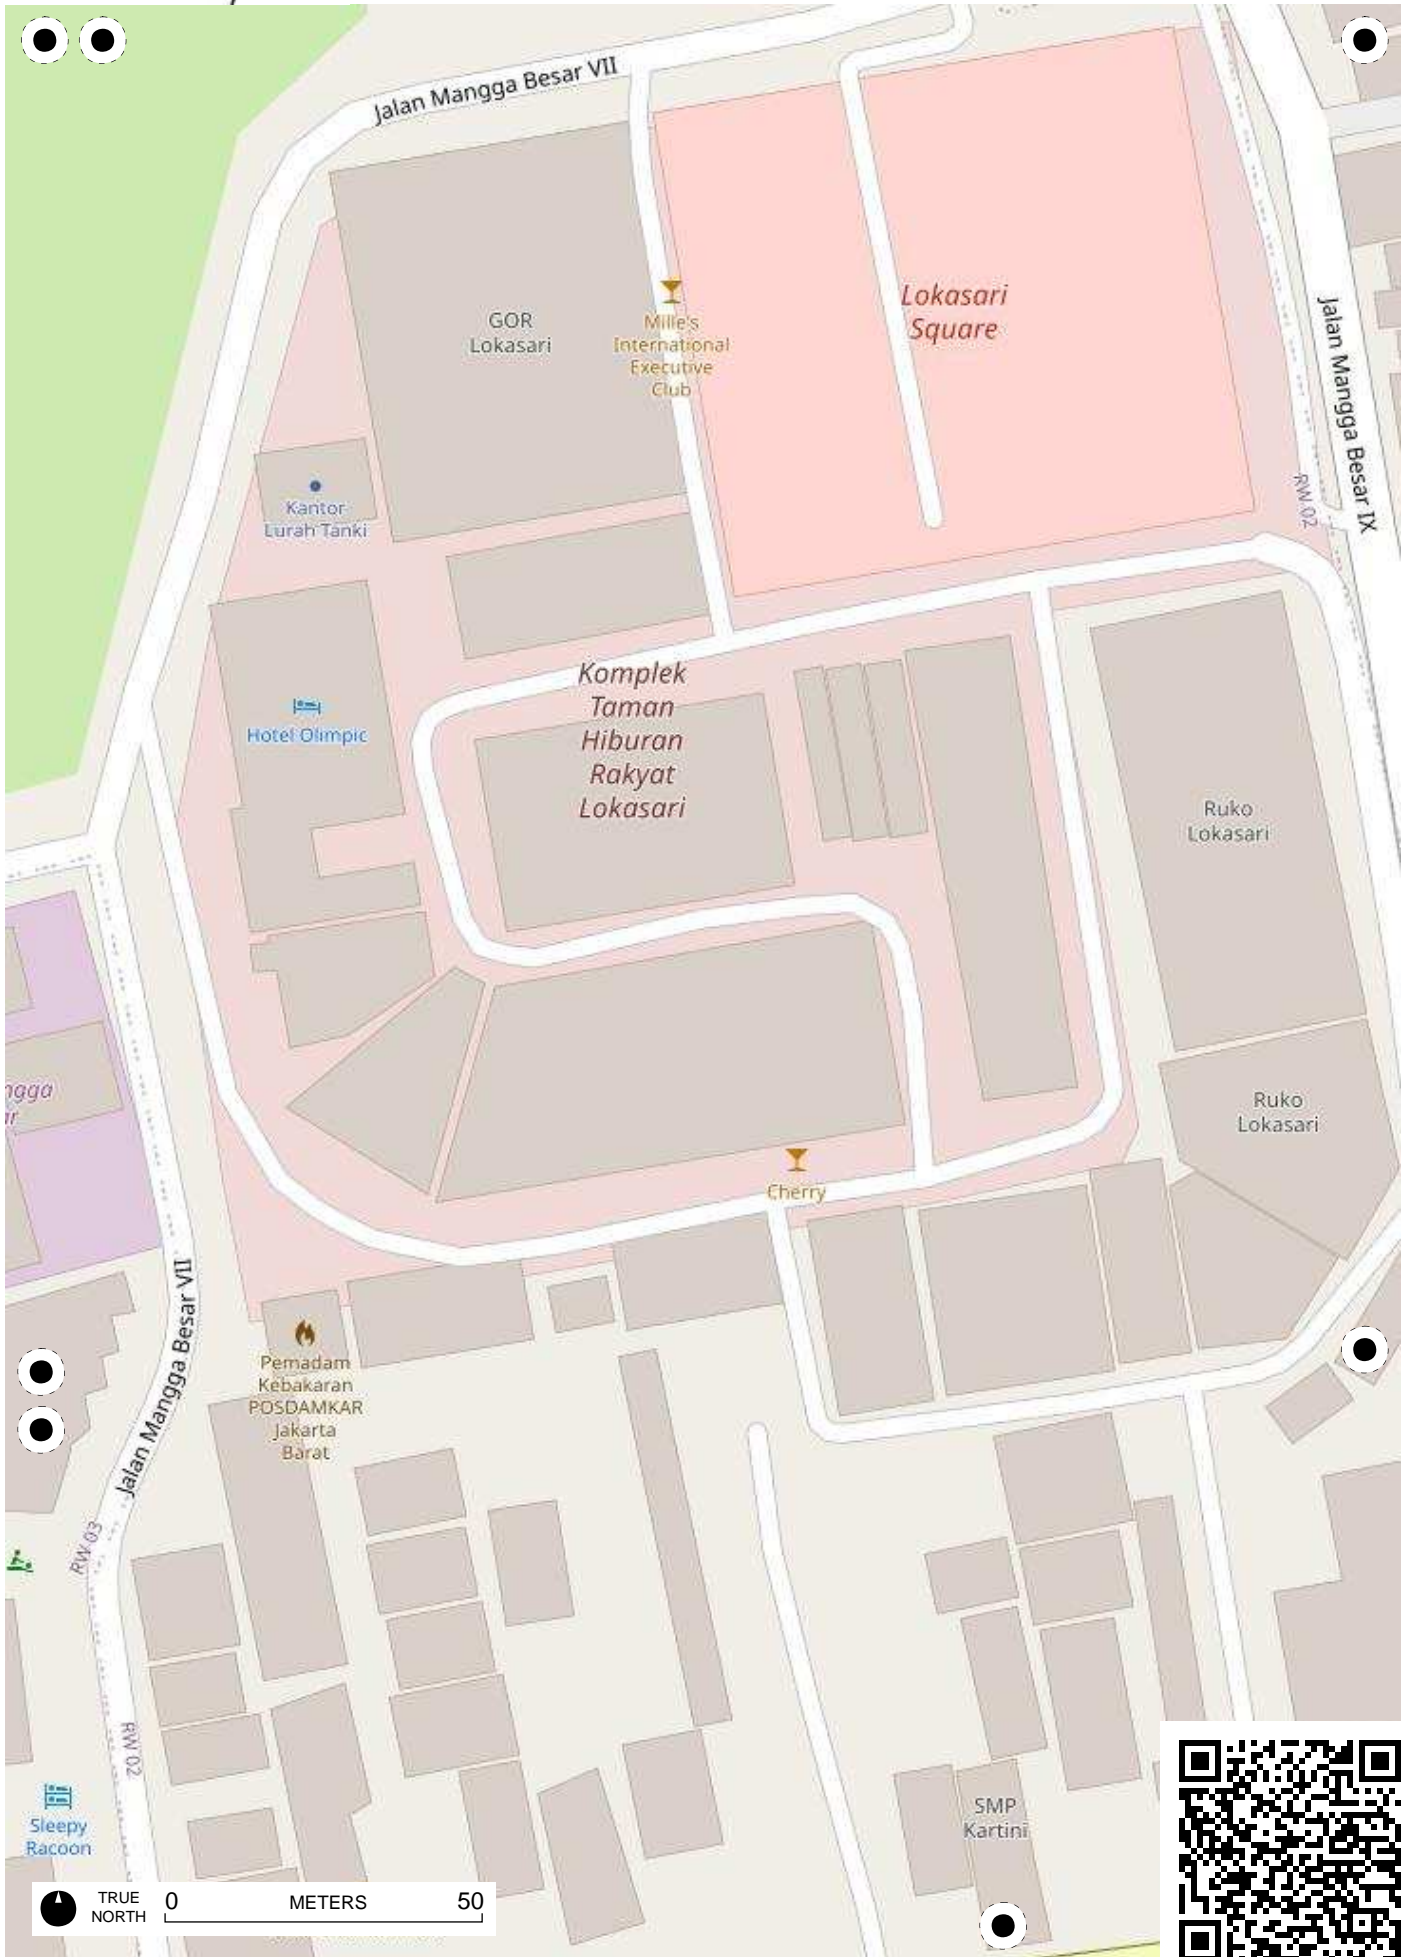 Jalan Mangga Besar VII
Lokasari
Square
GOR
Lokasari
Mille's
International
Executive
Club
Jalan Mangga Besar IX
RW 02
Kantor
Lurah Tanki
Komplek
Taman
Hiburan
Rakyat
Lokasari
Hotel Olimpic
Ruko
Lokasari
ngga
ar
Ruko
Lokasari
Cherry
Jalan Mangga Besar VII
Pemadam
Kebakaran
POSDAMKAR
Jakarta
Barat
RW 03
RW 02
Sleepy
Racoon
SMP
Kartini
TRUE
NORTH
0 METERS 50